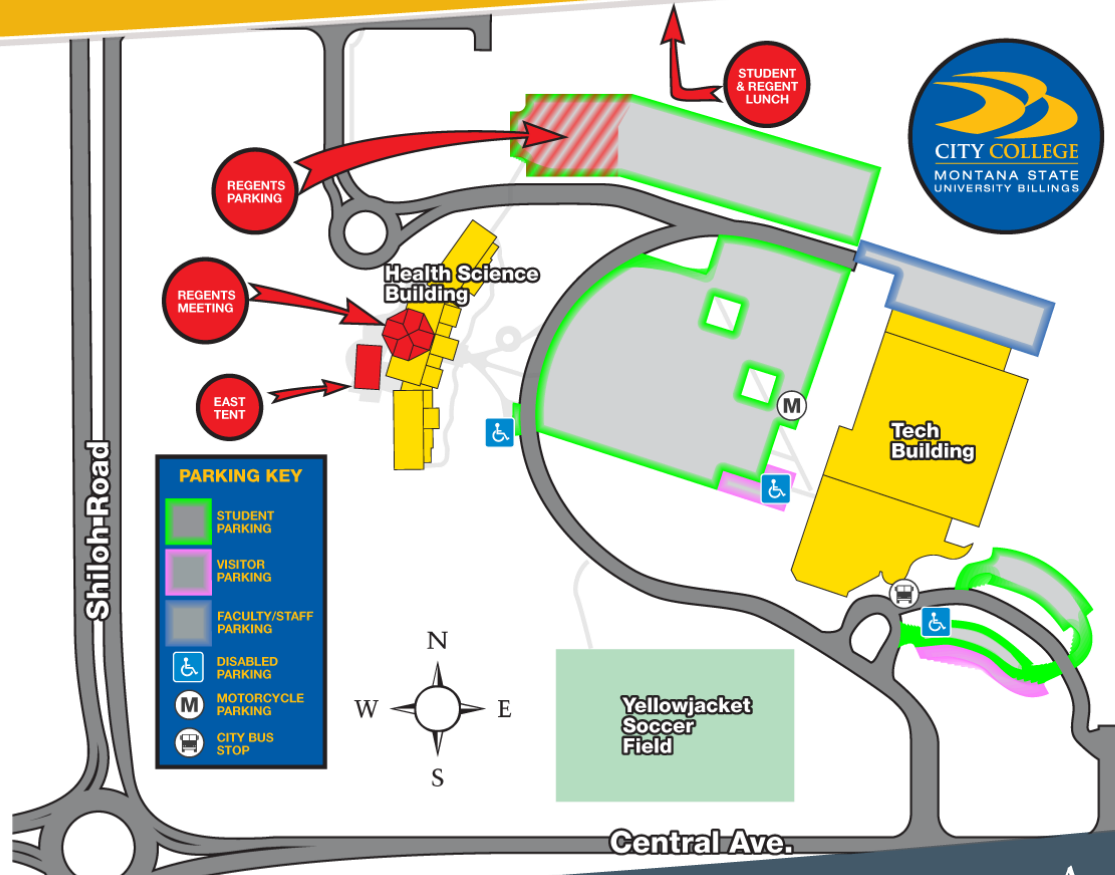 STUDENT
& REGENT
LUNCH
CITY COLLEGE
MONTANA STATE
UNIVERSITY BILLINGS
REGENTS
PARKING
Health Science
Building
REGENTS
MEETING
EAST
TENT
M
Tech
Building
Shiloh Road
PARKING KEY
STUDENT
PARKING
VISITOR
PARKING
FACULTY/STAFF
PARKING
DISABLED
PARKING
M
MOTORCYCLE
PARKING
CITY BUS
STOP
N
W
E
S
Yellowjacket
Soccer
Field
Central Ave.